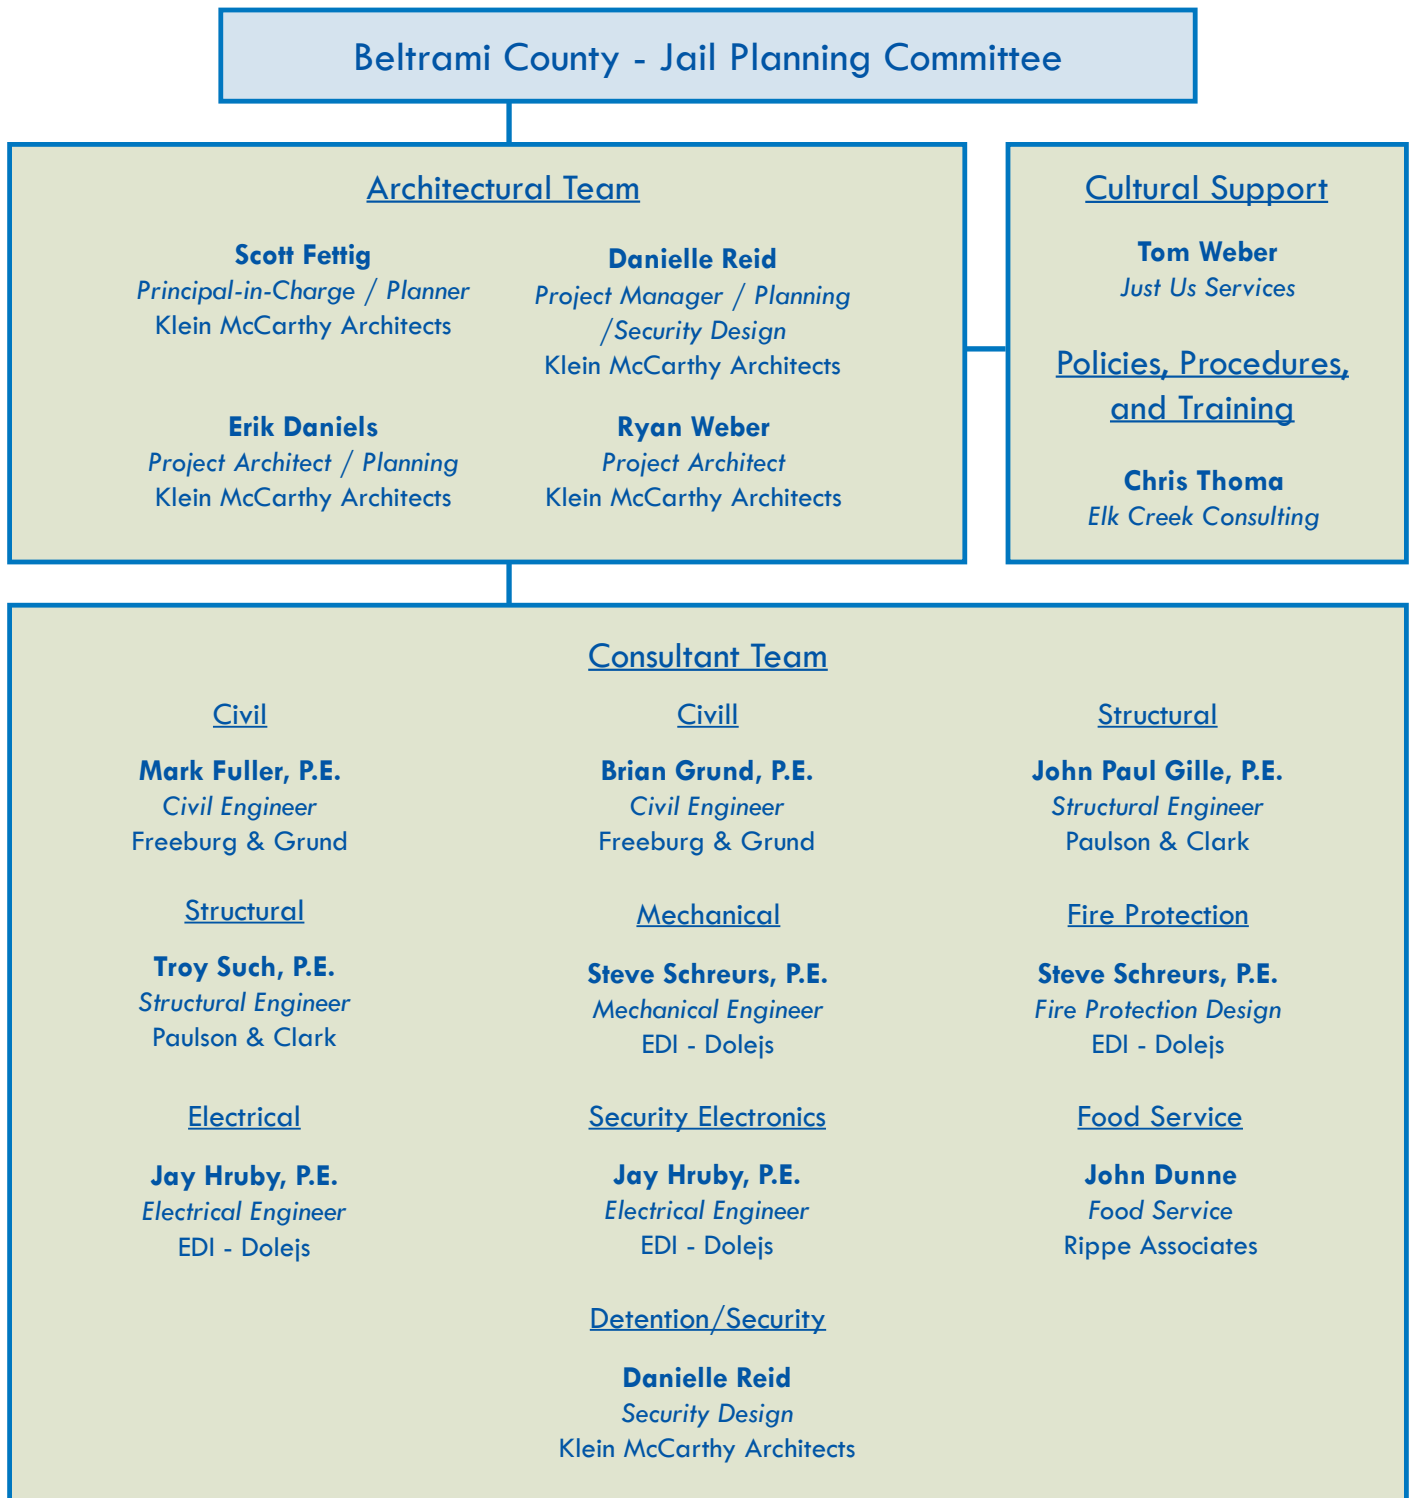 Beltrami County - Jail Planning Committee
Architectural Team
Scott Fettig
Principal-in-Charge / Planner
Klein McCarthy Architects
Danielle Reid
Project Manager / Planning
/Security Design
Klein McCarthy Architects
Erik Daniels
Project Architect / Planning
Klein McCarthy Architects
Ryan Weber
Project Architect
Klein McCarthy Architects
Cultural Support
Tom Weber
Just Us Services
Policies, Procedures,
and Training
Chris Thoma
Elk Creek Consulting
Consultant Team
Civil
Mark Fuller, P.E.
Civil Engineer
Freeburg & Grund
Civill
Brian Grund, P.E.
Civil Engineer
Freeburg & Grund
Structural
John Paul Gille, P.E.
Structural Engineer
Paulson & Clark
Structural
Troy Such, P.E.
Structural Engineer
Paulson & Clark
Mechanical
Steve Schreurs, P.E.
Mechanical Engineer
EDI - Dolejs
Fire Protection
Steve Schreurs, P.E.
Fire Protection Design
EDI - Dolejs
Electrical
Jay Hruby, P.E.
Electrical Engineer
EDI - Dolejs
Security Electronics
Jay Hruby, P.E.
Electrical Engineer
EDI - Dolejs
Food Service
John Dunne
Food Service
Rippe Associates
Detention/Security
Danielle Reid
Security Design
Klein McCarthy Architects